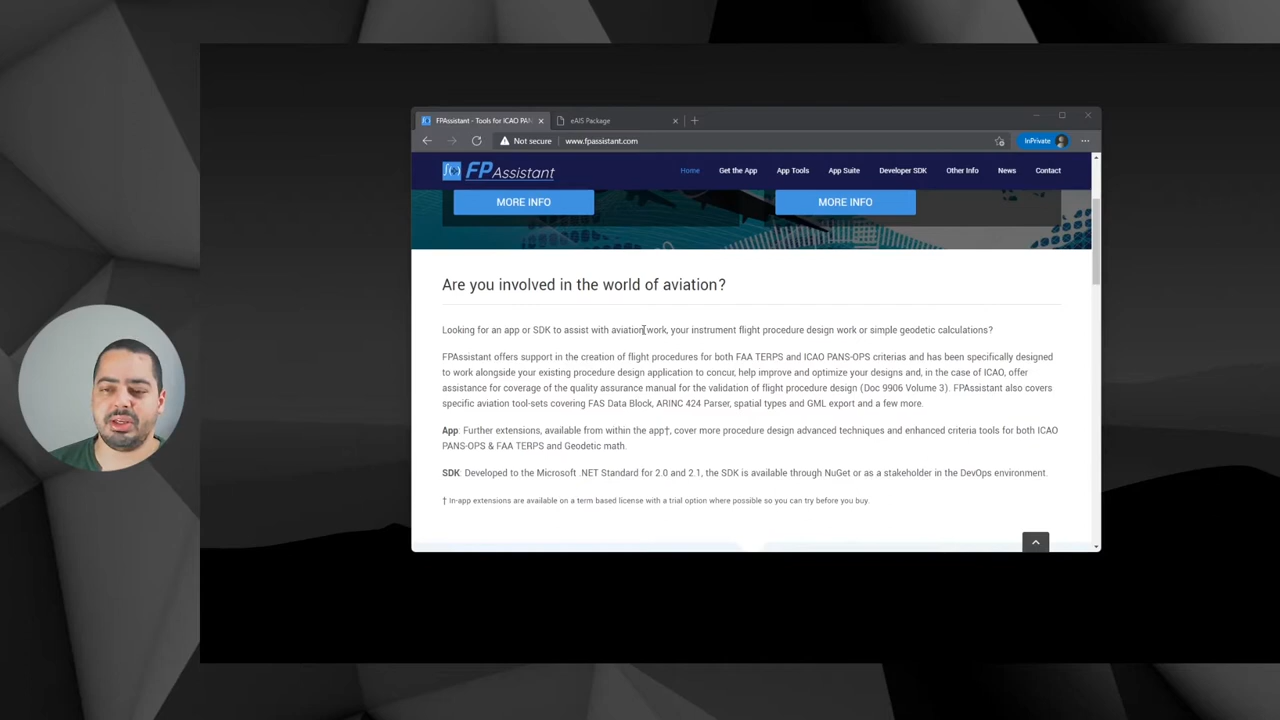 FPAssistant - Tools for ICAO PAN
eAIS Package
Not secure
www.fpassistant.com
InPrivate
FPAssistant
Home
Get the App
App Tools
App Suite
Developer SDK
Other Info
News
Contact
MORE INFO
MORE INFO
Are you involved in the world of aviation?
Looking for an app or SDK to assist with aviation work, your instrument flight procedure design work or simple geodetic calculations?
FPAssistant offers support in the creation of flight procedures for both FAA TERPS and ICAO PANS-OPS criterias and has been specifically designed
to work alongside your existing procedure design application to concur, help improve and optimize your designs and, in the case of ICAO, offer
assistance for coverage of the quality assurance manual for the validation of flight procedure design (Doc 9906 Volume 3). FPAssistant also covers
specific aviation tool-sets covering FAS Data Block, ARINC 424 Parser, spatial types and GML export and a few more.
App: Further extensions, available from within the app†, cover more procedure design advanced techniques and enhanced criteria tools for both ICAO
PANS-OPS & FAA TERPS and Geodetic math.
SDK: Developed to the Microsoft .NET Standard for 2.0 and 2.1, the SDK is available through NuGet or as a stakeholder in the DevOps environment.
† In-app extensions are available on a term based license with a trial option where possible so you can try before you buy.